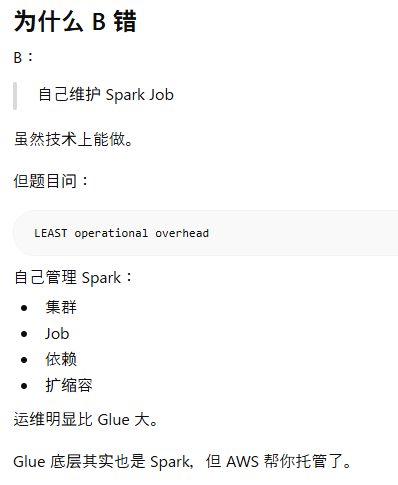 为什么 B 错
B：
自己维护 Spark Job
虽然技术上能做。
但题目问：
LEAST operational overhead
自己管理 Spark：
集群
Job
依赖
扩缩容
运维明显比 Glue 大。
Glue 底层其实也是 Spark，但 AWS 帮你托管了。